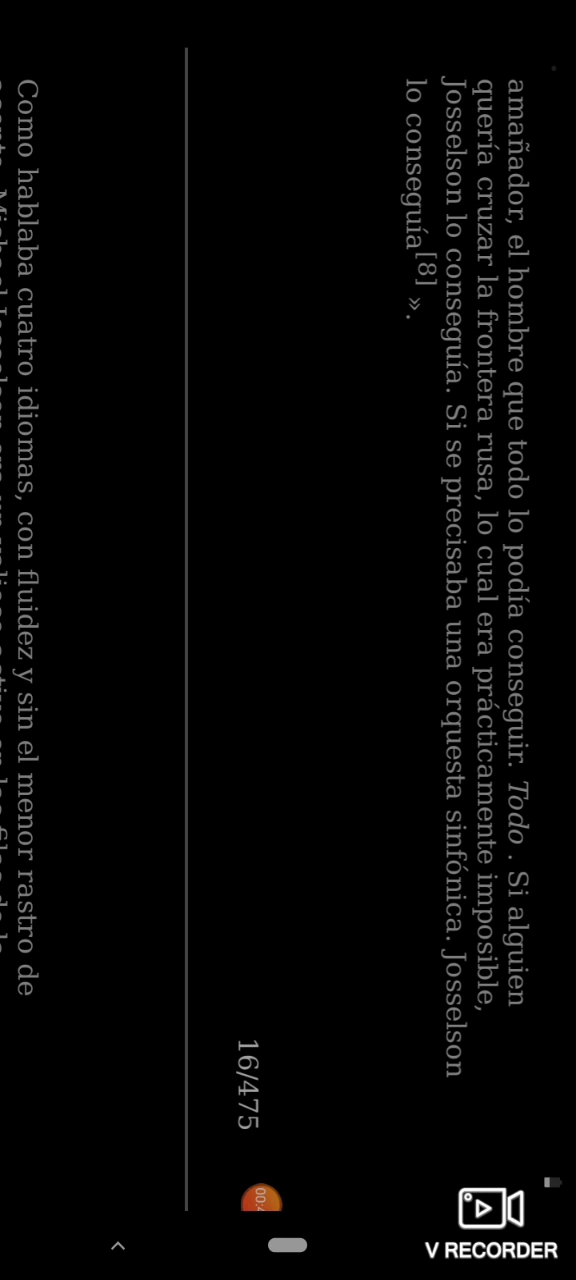 amañador, el hombre que todo lo podía conseguir. Todo . Si alguien
quería cruzar la frontera rusa, lo cual era prácticamente imposible,
Josselson lo conseguía. Si se precisaba una orquesta sinfónica. Josselson
lo conseguía[8] ».
16/475
Como hablaba cuatro idiomas, con fluidez y sin el menor rastro de
V RECORDER